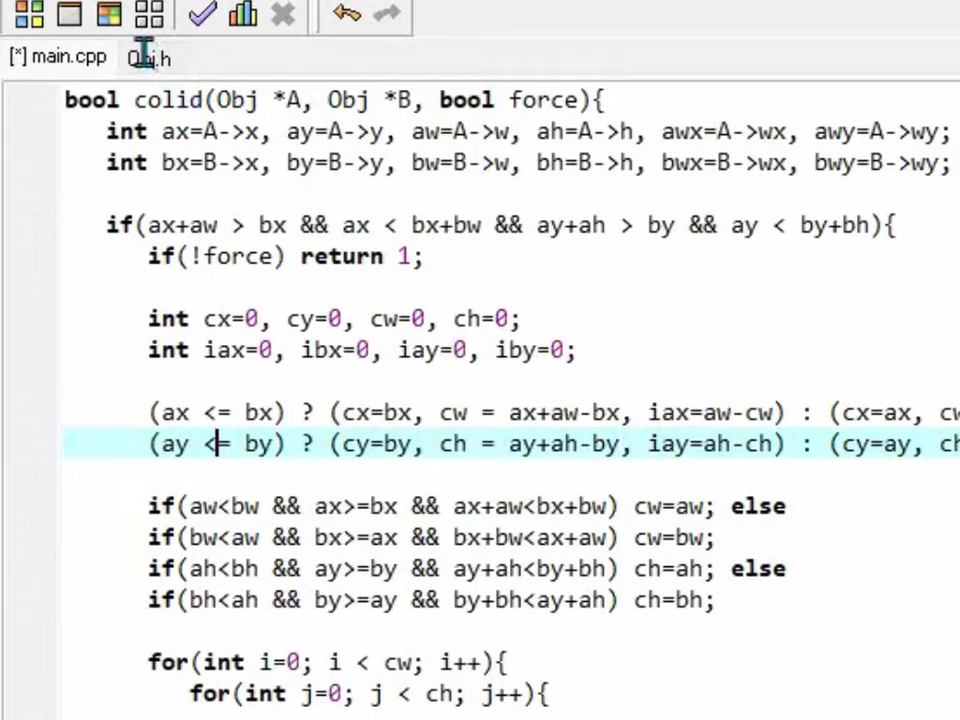 [*] main.cpp Obj.h
bool colid(Obj *A, Obj *B, bool force){
int ax=A->x, ay=A->y, aw=A->w, ah=A->h, awx=A->wx, awy=A->wy;
int bx=B->x, by=B->y, bw=B->w, bh=B->h, bwx=B->wx, bwy=B->wy;
if(ax+aw > bx && ax < bx+bw && ay+ah > by && ay < by+bh){
if(!force) return 1;
int cx=0, cy=0, cw=0, ch=0;
int iax=0, ibx=0, iay=0, iby=0;
(ax <= bx) ? (cx=bx, cw = ax+aw-bx, iax=aw-cw) : (cx=ax, cw
(ay <= by) ? (cy=by, ch = ay+ah-by, iay=ah-ch) : (cy=ay, ch
if(aw<bw && ax>=bx && ax+aw<bx+bw) cw=aw; else
if(bw<aw && bx>=ax && bx+bw<ax+aw) cw=bw;
if(ah<bh && ay>=by && ay+ah<by+bh) ch=ah; else
if(bh<ah && by>=ay && by+bh<ay+ah) ch=bh;
for(int i=0; i < cw; i++){
for(int j=0; j < ch; j++){